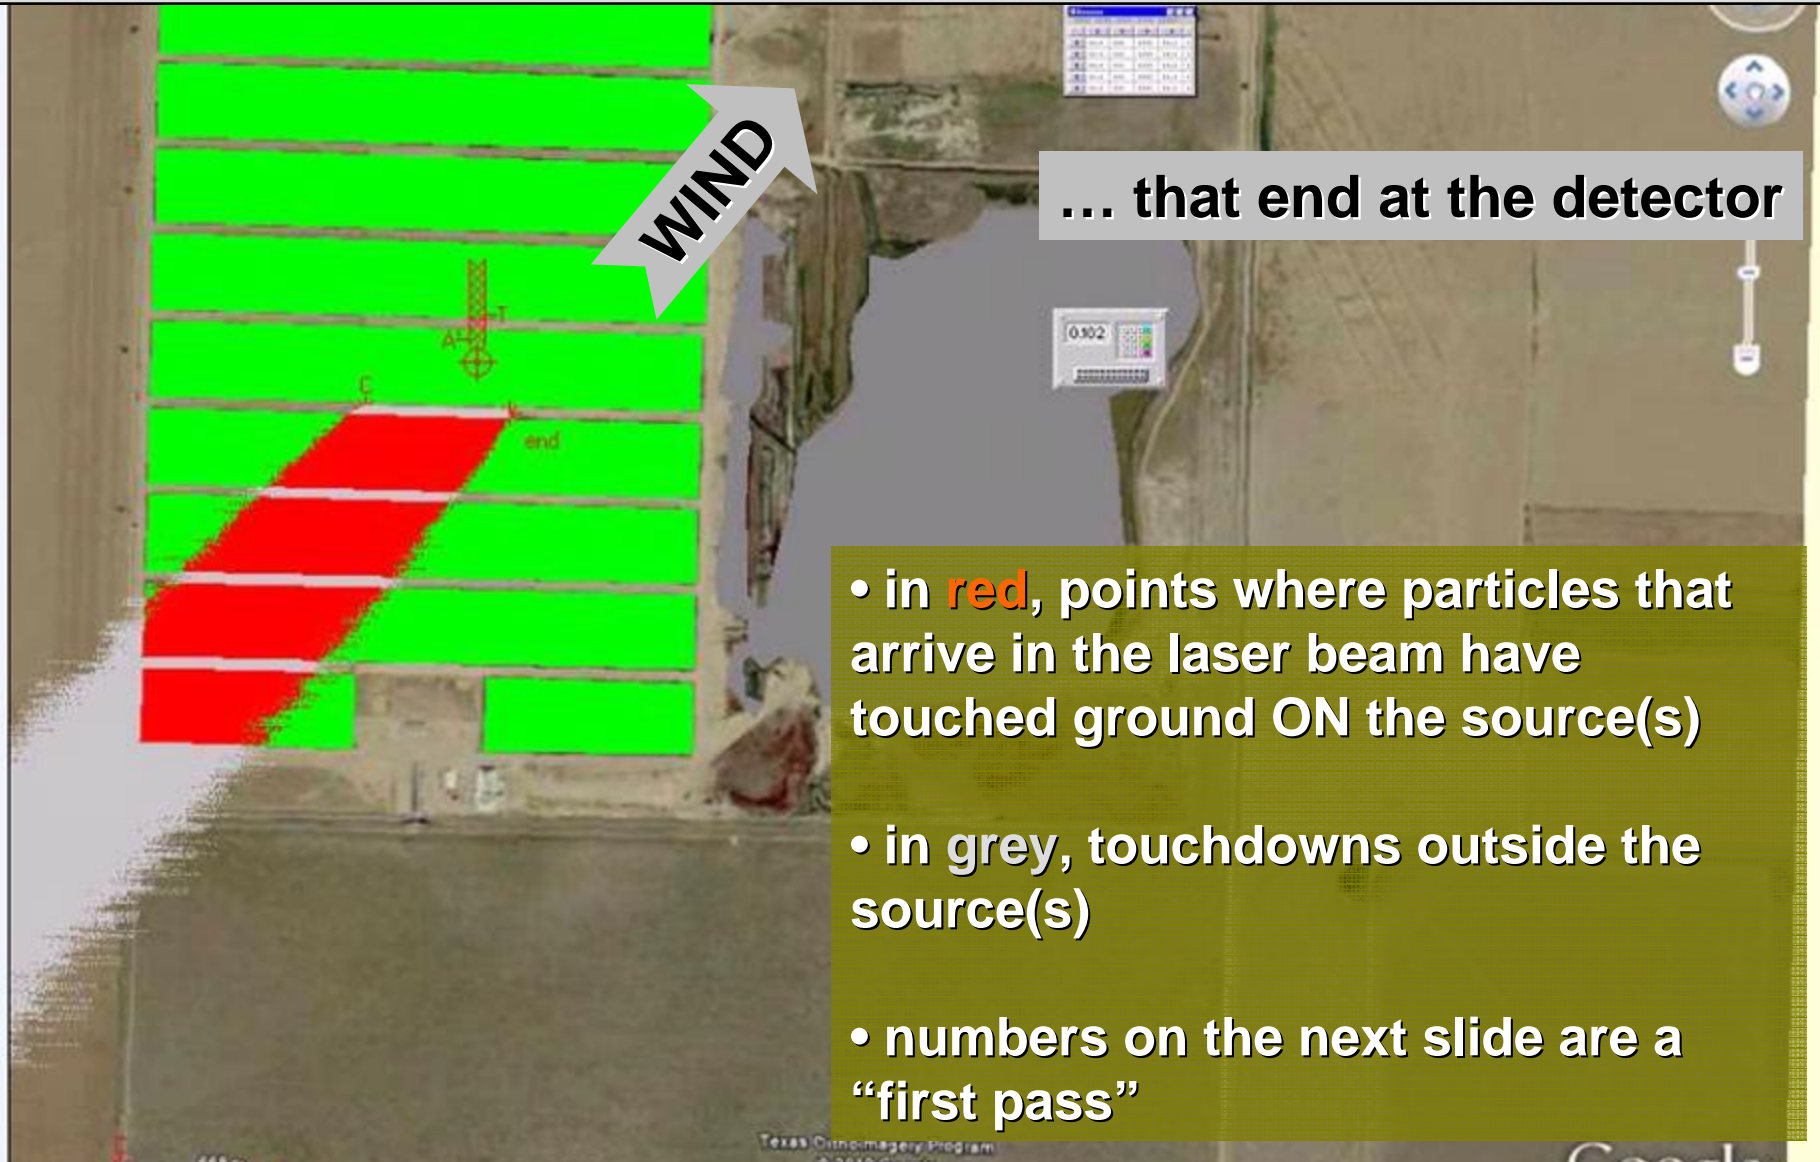 WIND
… that end at the detector
0.102
T
A
C
end
• in red, points where particles that
arrive in the laser beam have
touched ground ON the source(s)
• in grey, touchdowns outside the
source(s)
• numbers on the next slide are a
“first pass”
Texas Orthoimagery Program
Google